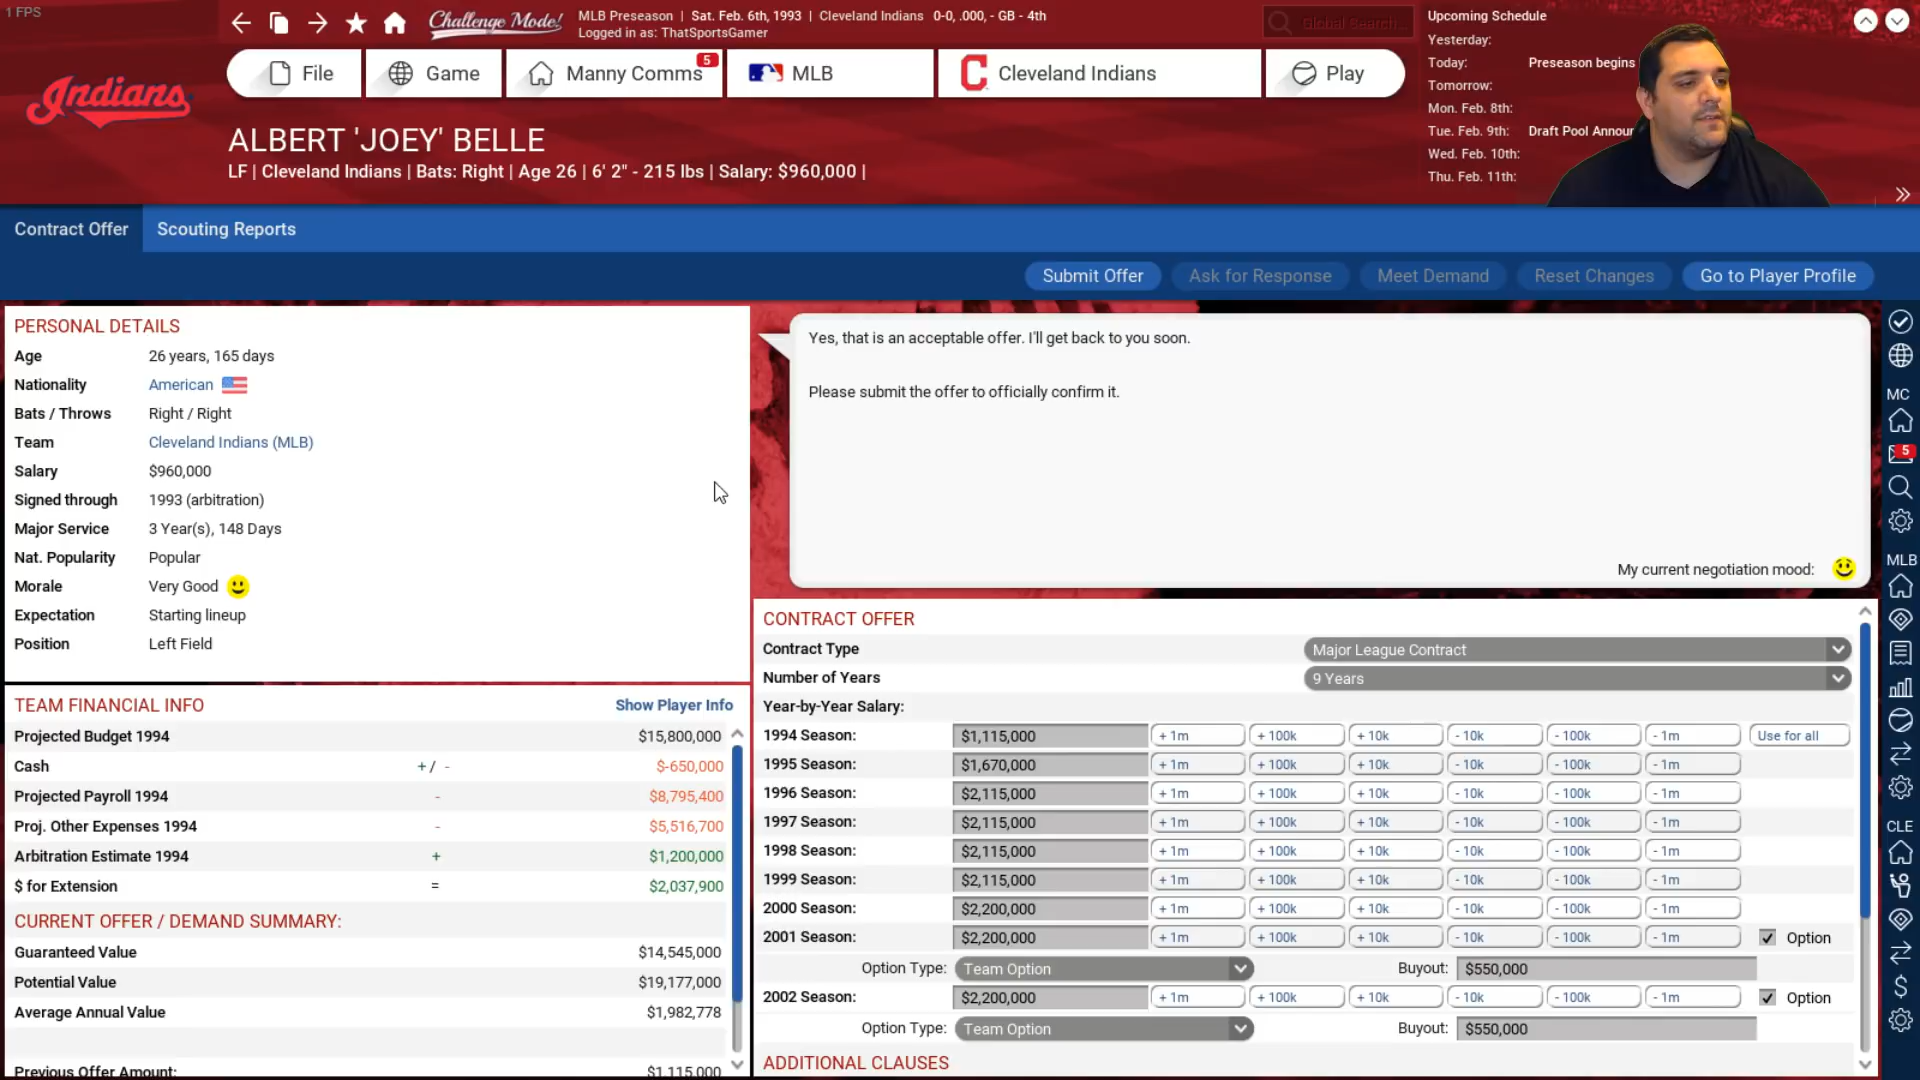 1 FPS
Challenge Mode!
MLB Preseason | Sat. Feb. 6th, 1993 | Cleveland Indians 0-0, .000, - GB - 4th
Logged in as: ThatSportsGamer
Global Search...
Upcoming Schedule
Yesterday:
Today: Preseason begins
Tomorrow:
Mon. Feb. 8th:
Tue. Feb. 9th: Draft Pool Annour
Wed. Feb. 10th:
Thu. Feb. 11th:
Indians
File
Game
Manny Comms 5
MLB
Cleveland Indians
Play
ALBERT 'JOEY' BELLE
LF | Cleveland Indians | Bats: Right | Age 26 | 6' 2" - 215 lbs | Salary: $960,000 |
Contract Offer
Scouting Reports
Submit Offer
Ask for Response
Meet Demand
Reset Changes
Go to Player Profile
PERSONAL DETAILS
Age 26 years, 165 days
Nationality American
Bats / Throws Right / Right
Team Cleveland Indians (MLB)
Salary $960,000
Signed through 1993 (arbitration)
Major Service 3 Year(s), 148 Days
Nat. Popularity Popular
Morale Very Good
Expectation Starting lineup
Position Left Field
Yes, that is an acceptable offer. I'll get back to you soon.
Please submit the offer to officially confirm it.
My current negotiation mood:
TEAM FINANCIAL INFO Show Player Info
Projected Budget 1994 $15,800,000
Cash + / - $-650,000
Projected Payroll 1994 - $8,795,400
Proj. Other Expenses 1994 - $5,516,700
Arbitration Estimate 1994 + $1,200,000
$ for Extension = $2,037,900
CURRENT OFFER / DEMAND SUMMARY:
Guaranteed Value $14,545,000
Potential Value $19,177,000
Average Annual Value $1,982,778
Previous Offer Amount: $1,115,000
CONTRACT OFFER
Contract Type Major League Contract
Number of Years 9 Years
Year-by-Year Salary:
1994 Season: $1,115,000 + 1m + 100k + 10k - 10k - 100k - 1m Use for all
1995 Season: $1,670,000 + 1m + 100k + 10k - 10k - 100k - 1m
1996 Season: $2,115,000 + 1m + 100k + 10k - 10k - 100k - 1m
1997 Season: $2,115,000 + 1m + 100k + 10k - 10k - 100k - 1m
1998 Season: $2,115,000 + 1m + 100k + 10k - 10k - 100k - 1m
1999 Season: $2,115,000 + 1m + 100k + 10k - 10k - 100k - 1m
2000 Season: $2,200,000 + 1m + 100k + 10k - 10k - 100k - 1m
2001 Season: $2,200,000 + 1m + 100k + 10k - 10k - 100k - 1m Option
Option Type: Team Option Buyout: $550,000
2002 Season: $2,200,000 + 1m + 100k + 10k - 10k - 100k - 1m Option
Option Type: Team Option Buyout: $550,000
ADDITIONAL CLAUSES
MC
5
MLB
CLE